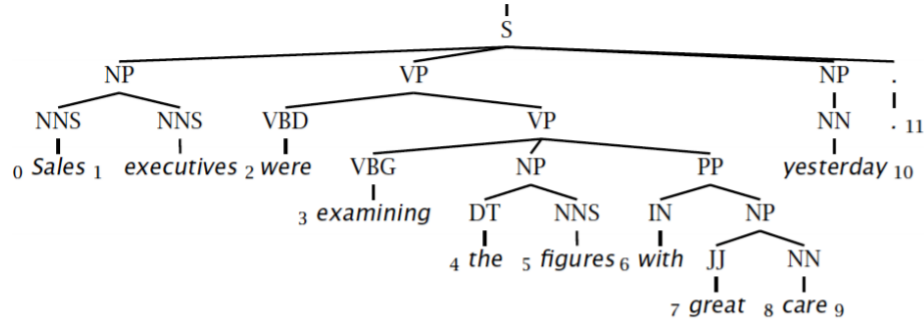 S
NP VP NP .
NNS NNS VBD VP NN . 11
0 Sales 1 executives 2 were VBG NP PP yesterday 10
3 examining DT NNS IN NP
4 the 5 figures 6 with JJ NN
7 great 8 care 9